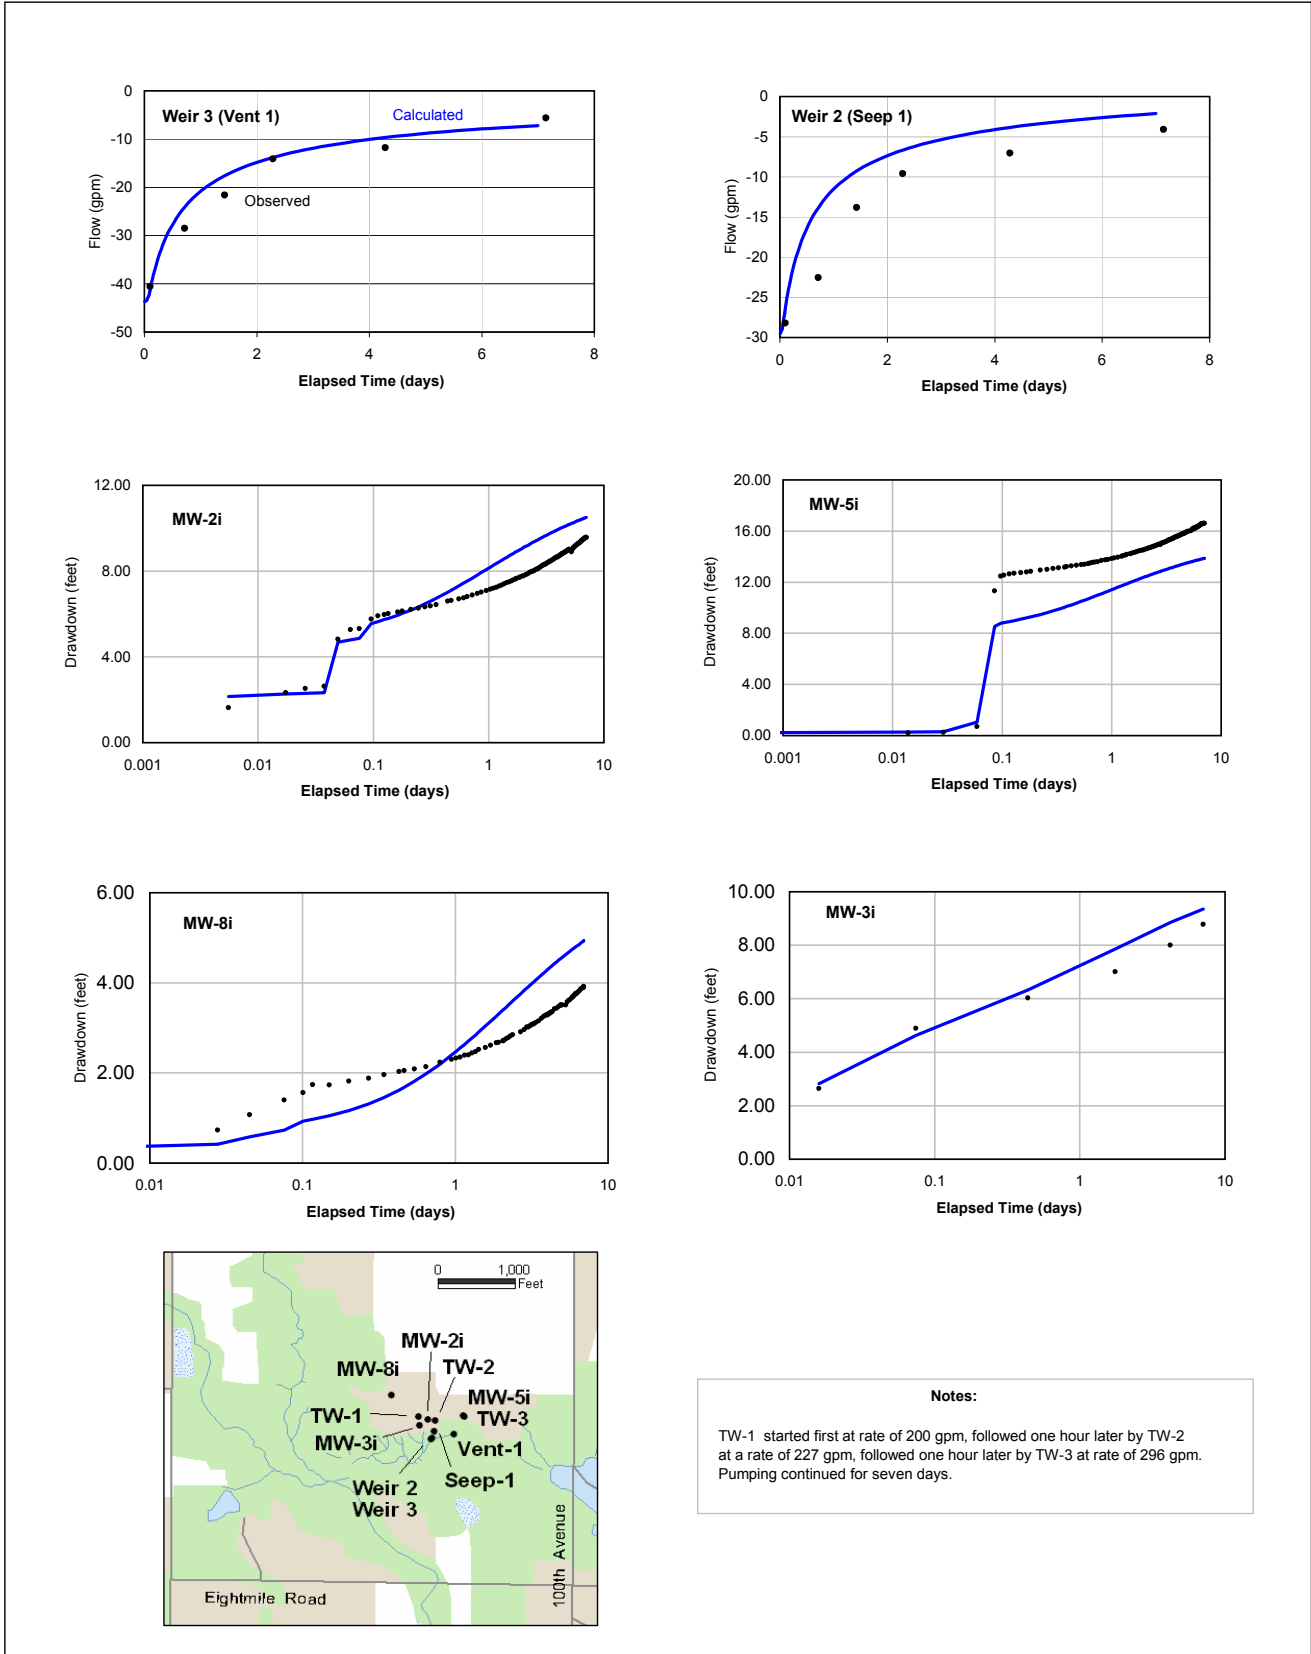 Weir 3 (Vent 1)
Calculated
Observed
Flow (gpm)
0
-10
-20
-30
-40
-50
0 2 4 6 8
Elapsed Time (days)
Weir 2 (Seep 1)
Flow (gpm)
0
-5
-10
-15
-20
-25
-30
0 2 4 6 8
Elapsed Time (days)
MW-2i
Drawdown (feet)
12.00
8.00
4.00
0.00
0.001 0.01 0.1 1 10
Elapsed Time (days)
MW-5i
Drawdown (feet)
20.00
16.00
12.00
8.00
4.00
0.00
0.001 0.01 0.1 1 10
Elapsed Time (days)
MW-8i
Drawdown (feet)
6.00
4.00
2.00
0.00
0.01 0.1 1 10
Elapsed Time (days)
MW-3i
Drawdown (feet)
10.00
8.00
6.00
4.00
2.00
0.00
0.01 0.1 1 10
Elapsed Time (days)
0 1,000
Feet
MW-2i
MW-8i
TW-2
MW-5i
TW-1
TW-3
MW-3i
Vent-1
Weir 2
Seep-1
Weir 3
100th Avenue
Eightmile Road
Notes:
TW-1 started first at rate of 200 gpm, followed one hour later by TW-2
at a rate of 227 gpm, followed one hour later by TW-3 at rate of 296 gpm.
Pumping continued for seven days.